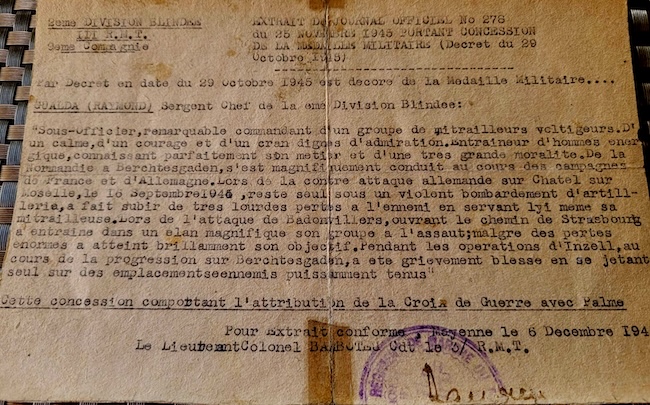 2eme DIVISION BLINDEE
III R.M.T.
9eme Compagnie
EXTRAIT DU JOURNAL OFFICIEL No 278
du 25 NOVEMBRE 1945 PORTANT CONCESSION
DE LA MEDAILLE MILITAIRE (Decret du 29
Octobre 1945)
Par Decret en date du 29 Octobre 1945 est decore de la Medaille Militaire....
GUALDA (RAYMOND) Sergent Chef de la eme Division Blindee:
"Sous-Officier,remarquable commandant d'un groupe de mitrailleurs voltigeurs.D'
un calme,d'un courage et d'un cran dignes d'admiration.Entraineur d'hommes ener
gique,connaissant parfaitement son metier et d'une tres grande moralite.De la
Normandie a Berchtesgaden,s'est magnifiquement conduit au cours des campagnes
de France et d'Allemagne.Lors de la contre attaque allemande sur Chatel sur
Moselle,le 16 Septembre, reste seul sous un violent bombardement d'artill-
lerie,a fait subir de tres lourdes pertes a l'ennemi en servant lyi meme sa
mitrailleuse.Lors de l'attaque de Badonvillers,ouvrant le chemin de Strasbourg
a entraine dans un elan magnifique son groupe a l'assaut;malgre des pertes
enormes a atteint brillamment son objectif.Pendant les operations d'Inzell,au
cours de la progression sur Berchtesgaden,a ete grievement blesse en se jetant
seul sur des emplacementseennemis puissamment tenus"
Cette concession comportant l'attribution de la Croix de Guerre avec Palme
Pour Extrait conforme Mayenne le 6 Decembre 194
Le LieutenantColonel Cdt le R.M.T.